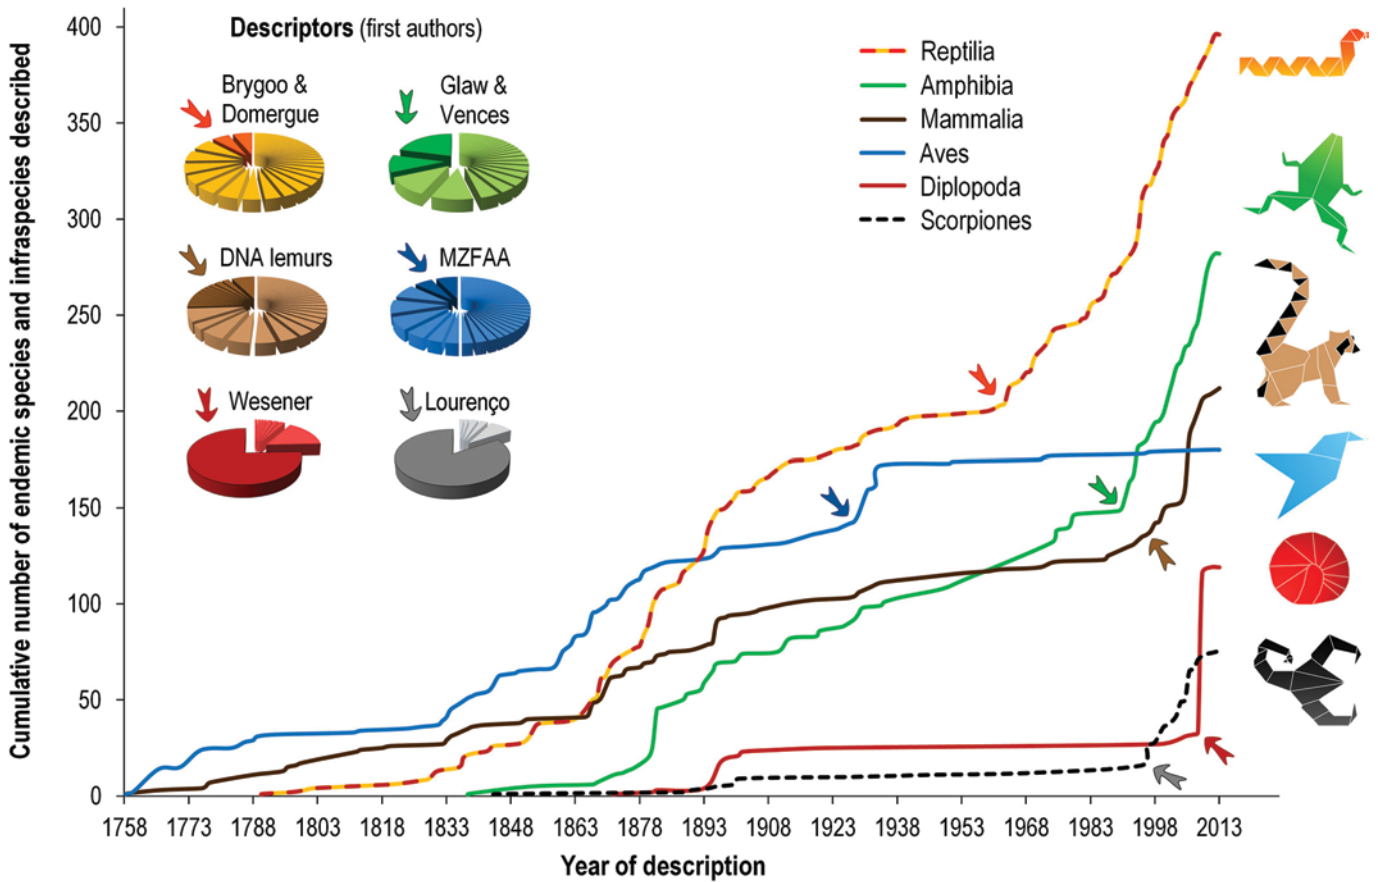 Cumulative number of endemic species and infraspecies described
400
350
300
250
200
150
100
50
0
Descriptors (first authors)
Brygoo &
Domergue
Glaw &
Vences
DNA lemurs
MZFAA
Wesener
Lourenço
Reptilia
Amphibia
Mammalia
Aves
Diplopoda
Scorpiones
1758 1773 1788 1803 1818 1833 1848 1863 1878 1893 1908 1923 1938 1953 1968 1983 1998 2013
Year of description